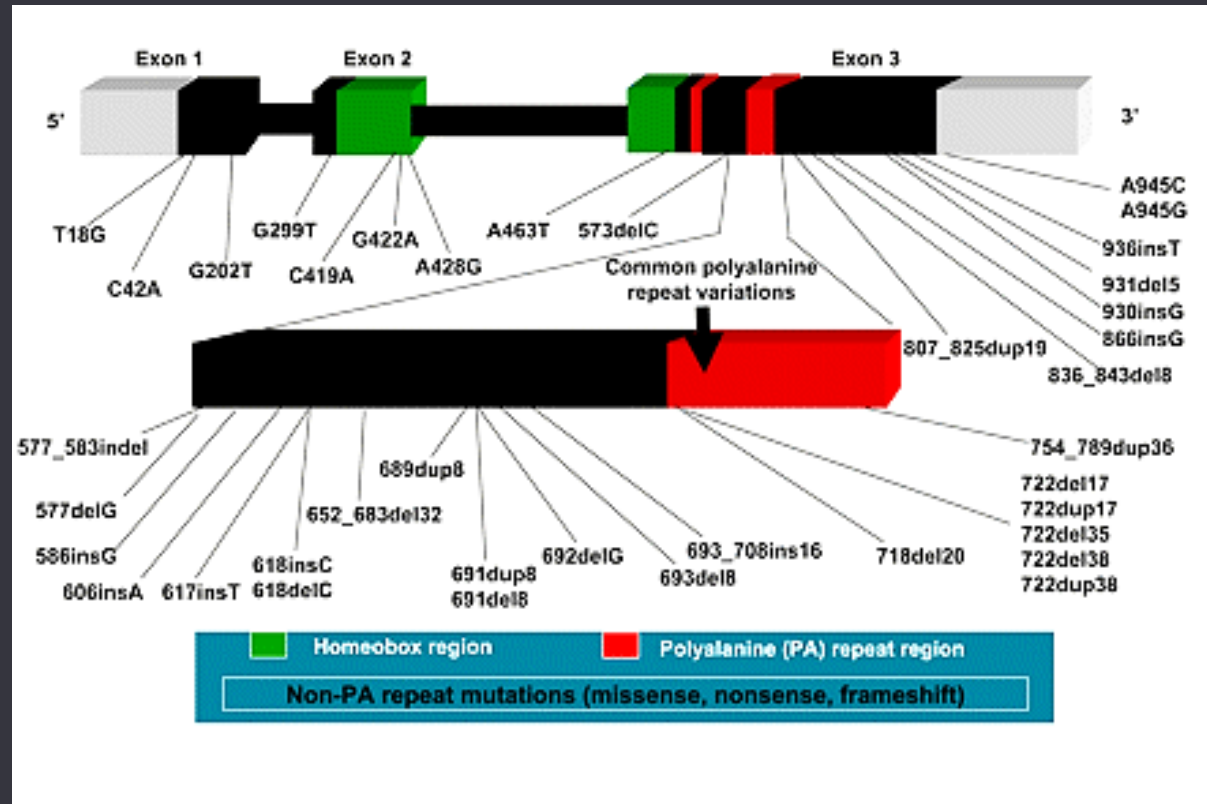 Exon 1
Exon 2
Exon 3
5'
3'
T18G
C42A
G202T
G299T
C419A
G422A
A428G
A463T
573delC
A945C
A945G
936insT
931del5
930insG
866insG
836_843del8
807_825dup19
Common polyalanine
repeat variations
577_583indel
577delG
586insG
606insA
617insT
618insC
618delC
652_683del32
689dup8
691dup8
691del8
692delG
693del8
693_708ins16
718del20
754_789dup36
722del17
722dup17
722del35
722del38
722dup38
Homeobox region
Polyalanine (PA) repeat region
Non-PA repeat mutations (missense, nonsense, frameshift)